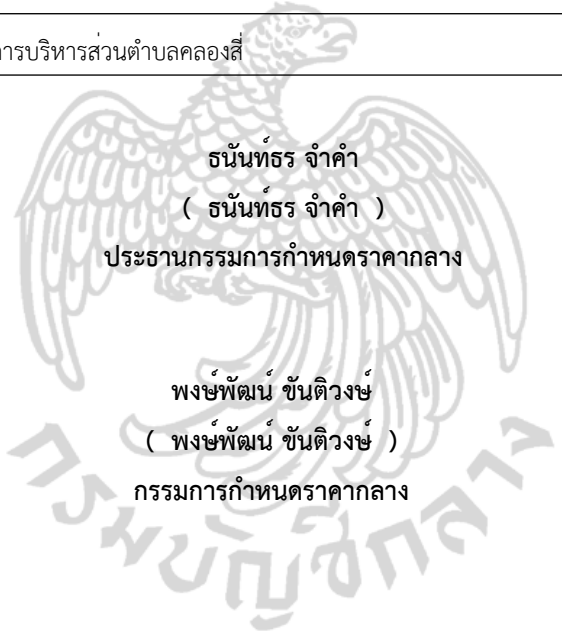 การบริหารส่วนตำบลคลองสี่
ธนันท์ธร จำคำ
( ธนันท์ธร จำคำ )
ประธานกรรมการกำหนดราคากลาง
พงษ์พัฒน์ ขันติวงษ์
( พงษ์พัฒน์ ขันติวงษ์ )
กรรมการกำหนดราคากลาง
กรมบัญชีกลาง